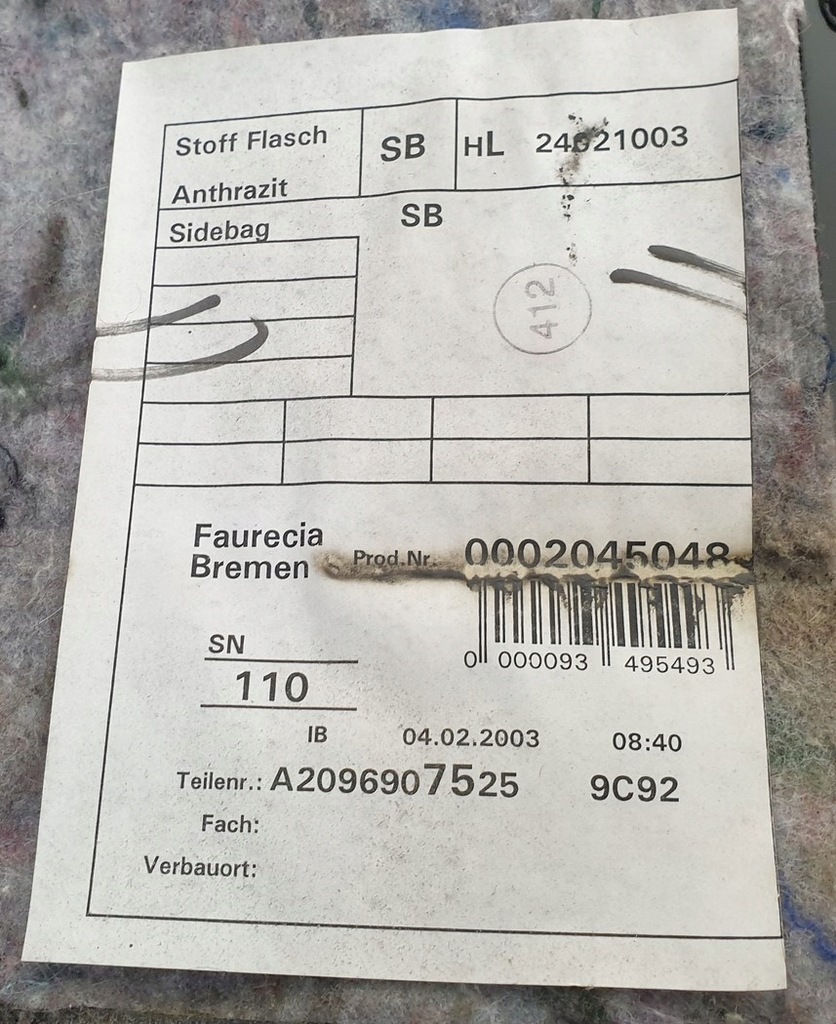 Stoff Flasch
Anthrazit
SB
HL 24021003
Sidebag
SB
412
Faurecia
Bremen
Prod.Nr. 0002045048
0 000093 495493
SN
110
IB 04.02.2003 08:40
Teilenr.: A2096907525 9C92
Fach:
Verbauort: